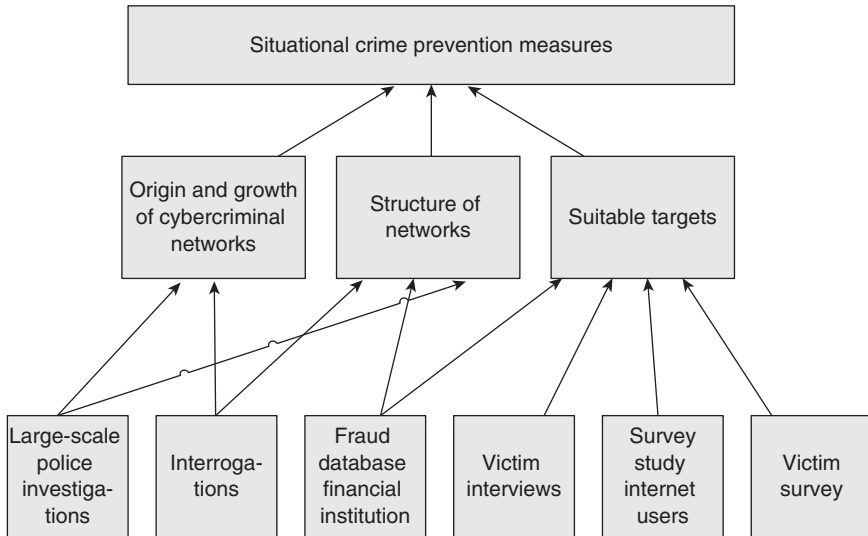 Situational crime prevention measures
Origin and growth
of cybercriminal
networks
Structure of
networks
Suitable targets
Large-scale
police
investiga-
tions
Interroga-
tions
Fraud
database
financial
institution
Victim
interviews
Survey
study
internet
users
Victim
survey